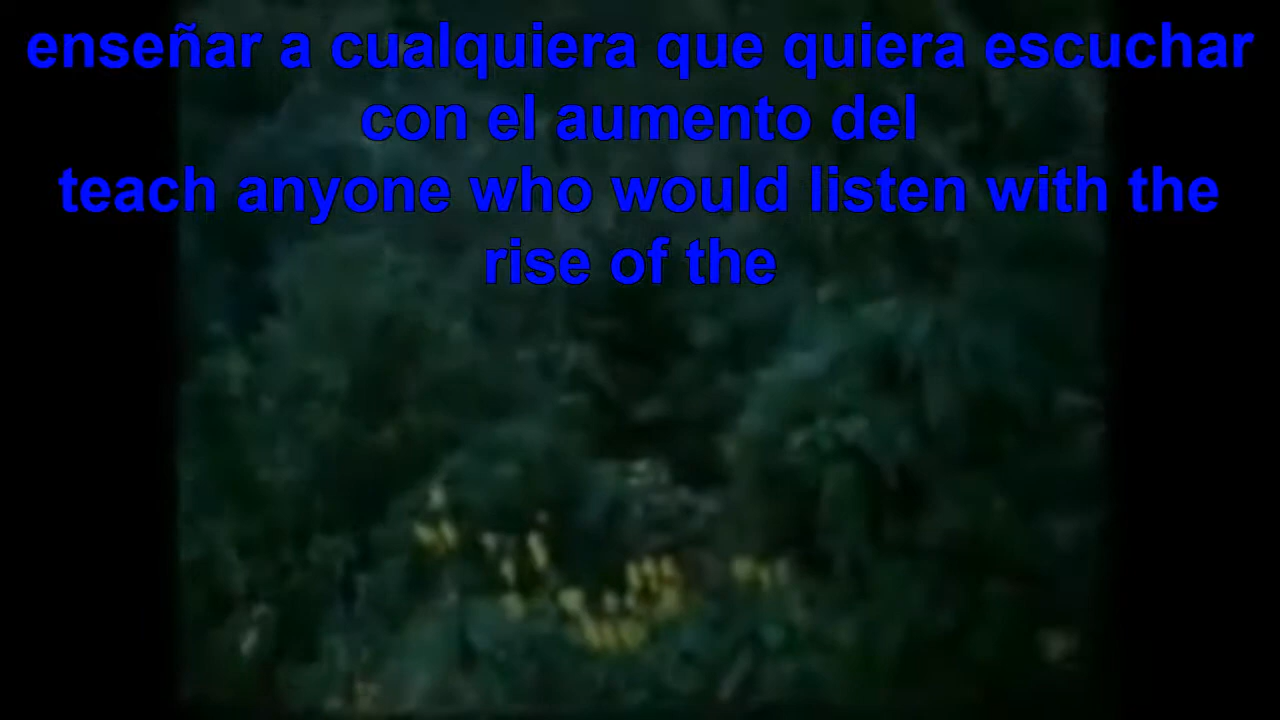 enseñar a cualquiera que quiera escuchar
con el aumento del
teach anyone who would listen with the
rise of the